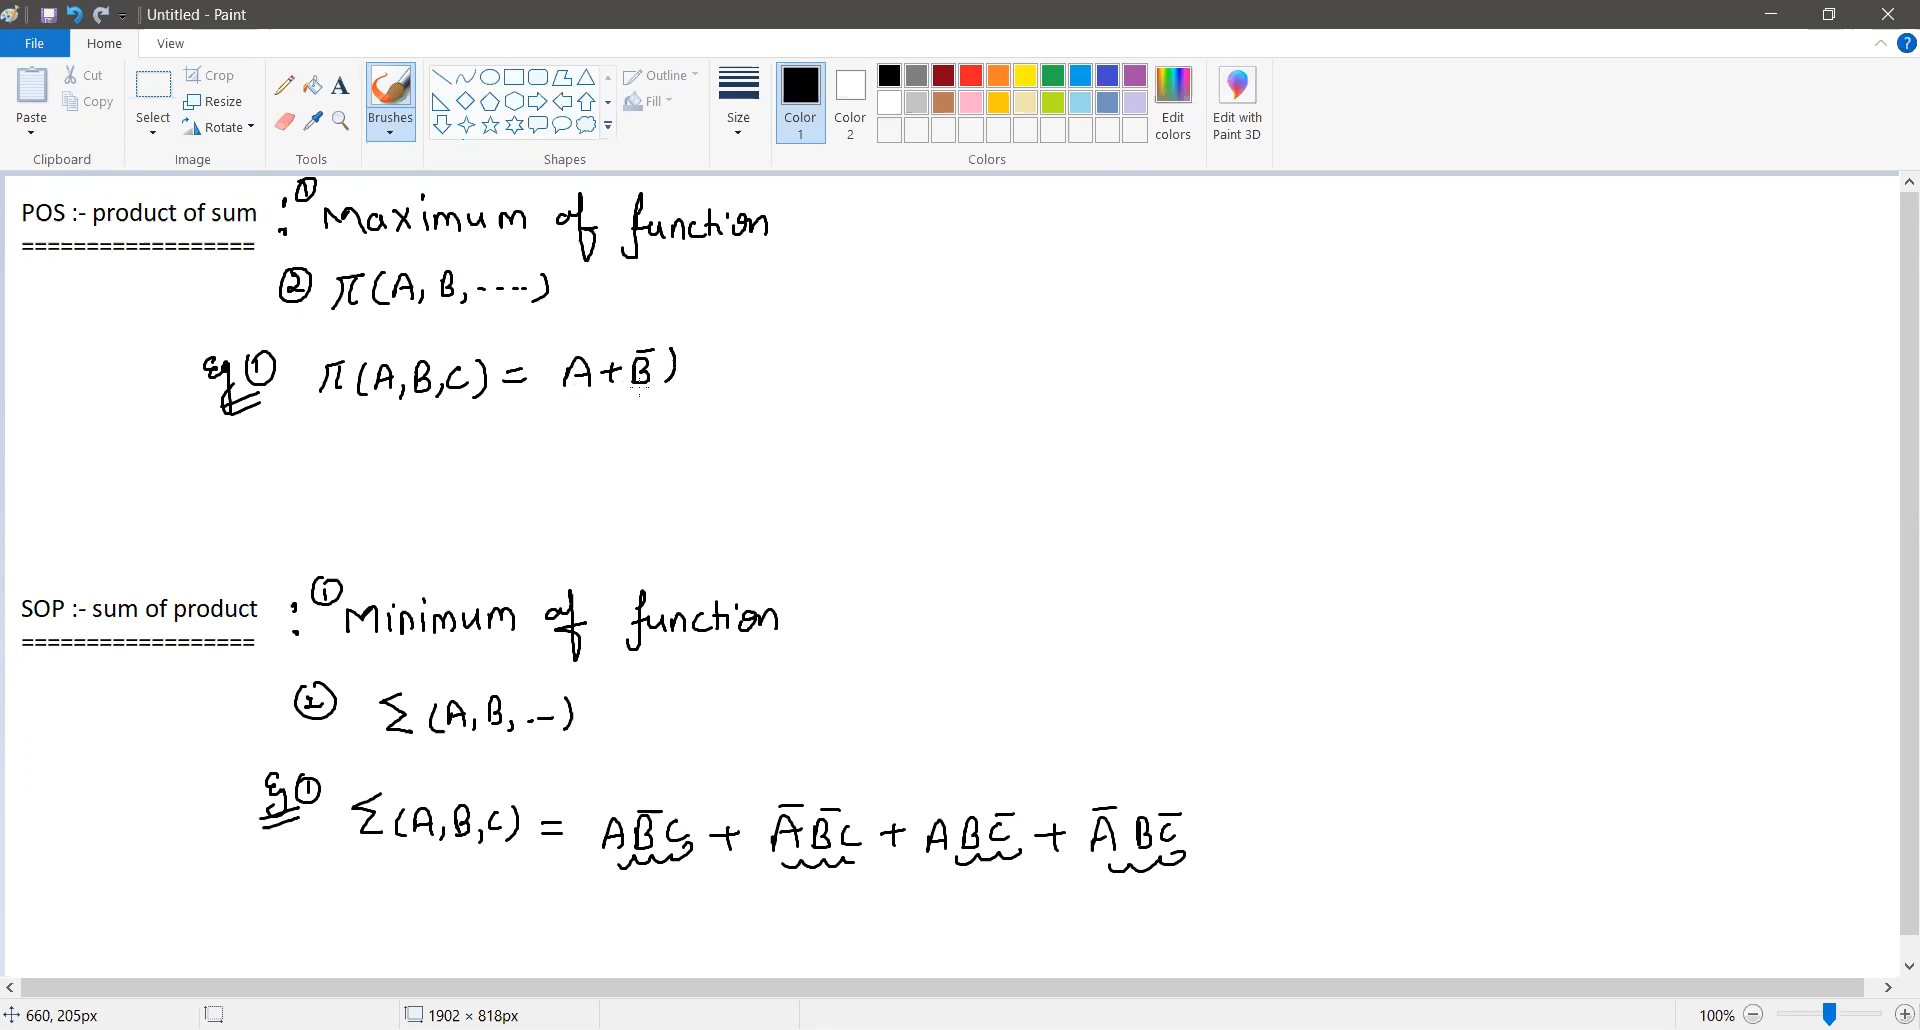 Untitled - Paint
File Home View
Paste Cut Copy Clipboard
Select Crop Resize Rotate Image
Tools
Brushes
Outline Fill Shapes
Size
Color 1 Color 2 Edit colors Colors
Edit with Paint 3D
POS :- product of sum : ① Maximum of function
==================
② π(A, B, ----)
Eg ① π(A,B,C) = A+B̅)
SOP :- sum of product : ① Minimum of function
==================
② Σ(A, B, --)
Eg ① Σ(A,B,C) = AB̅C + A̅B̅C + ABC̅ + A̅BC̅
660, 205px 1902 × 818px 100%